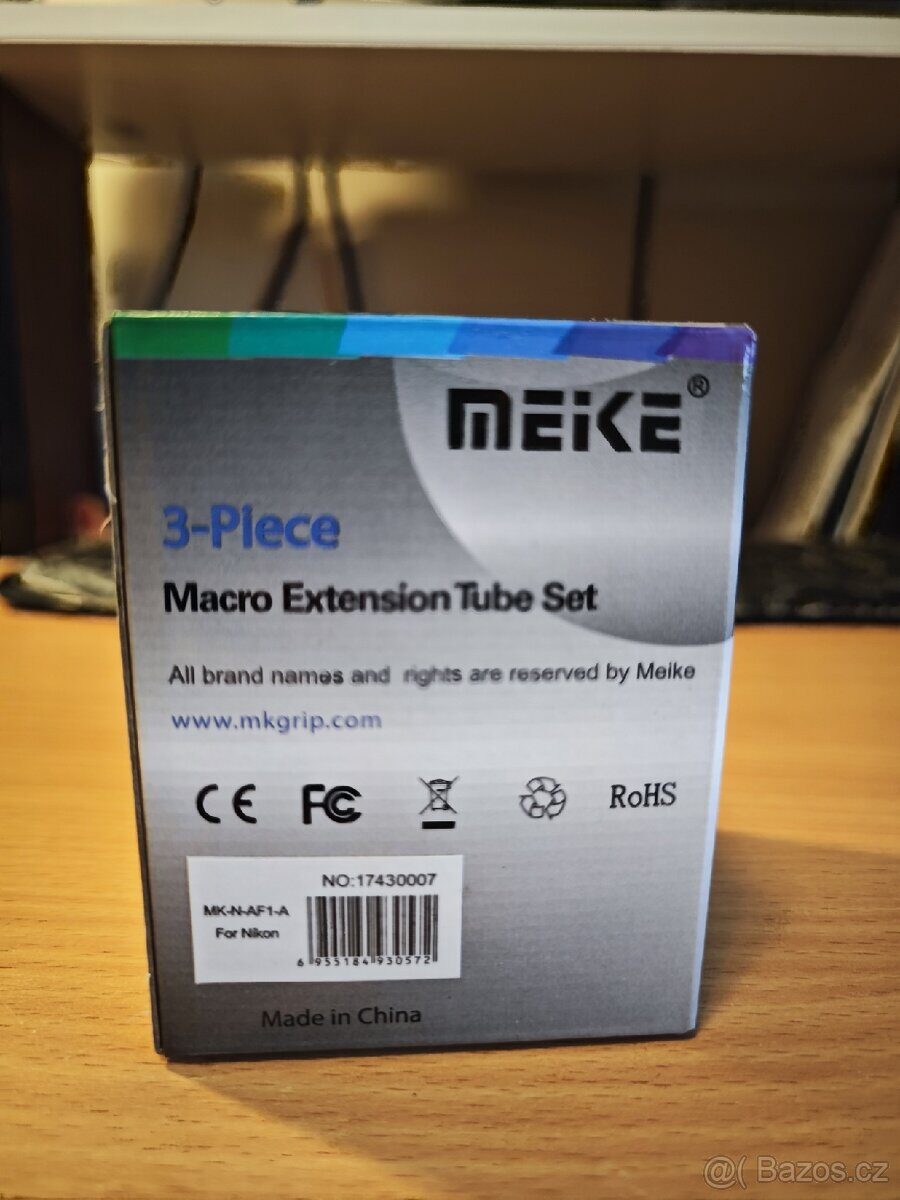 MEiKE®
3-Piece
Macro Extension Tube Set
All brand names and rights are reserved by Meike
www.mkgrip.com
CE FC RoHS
NO:17430007
MK-N-AF1-A
For Nikon
6 955184 930572
Made in China
@( Bazos.cz